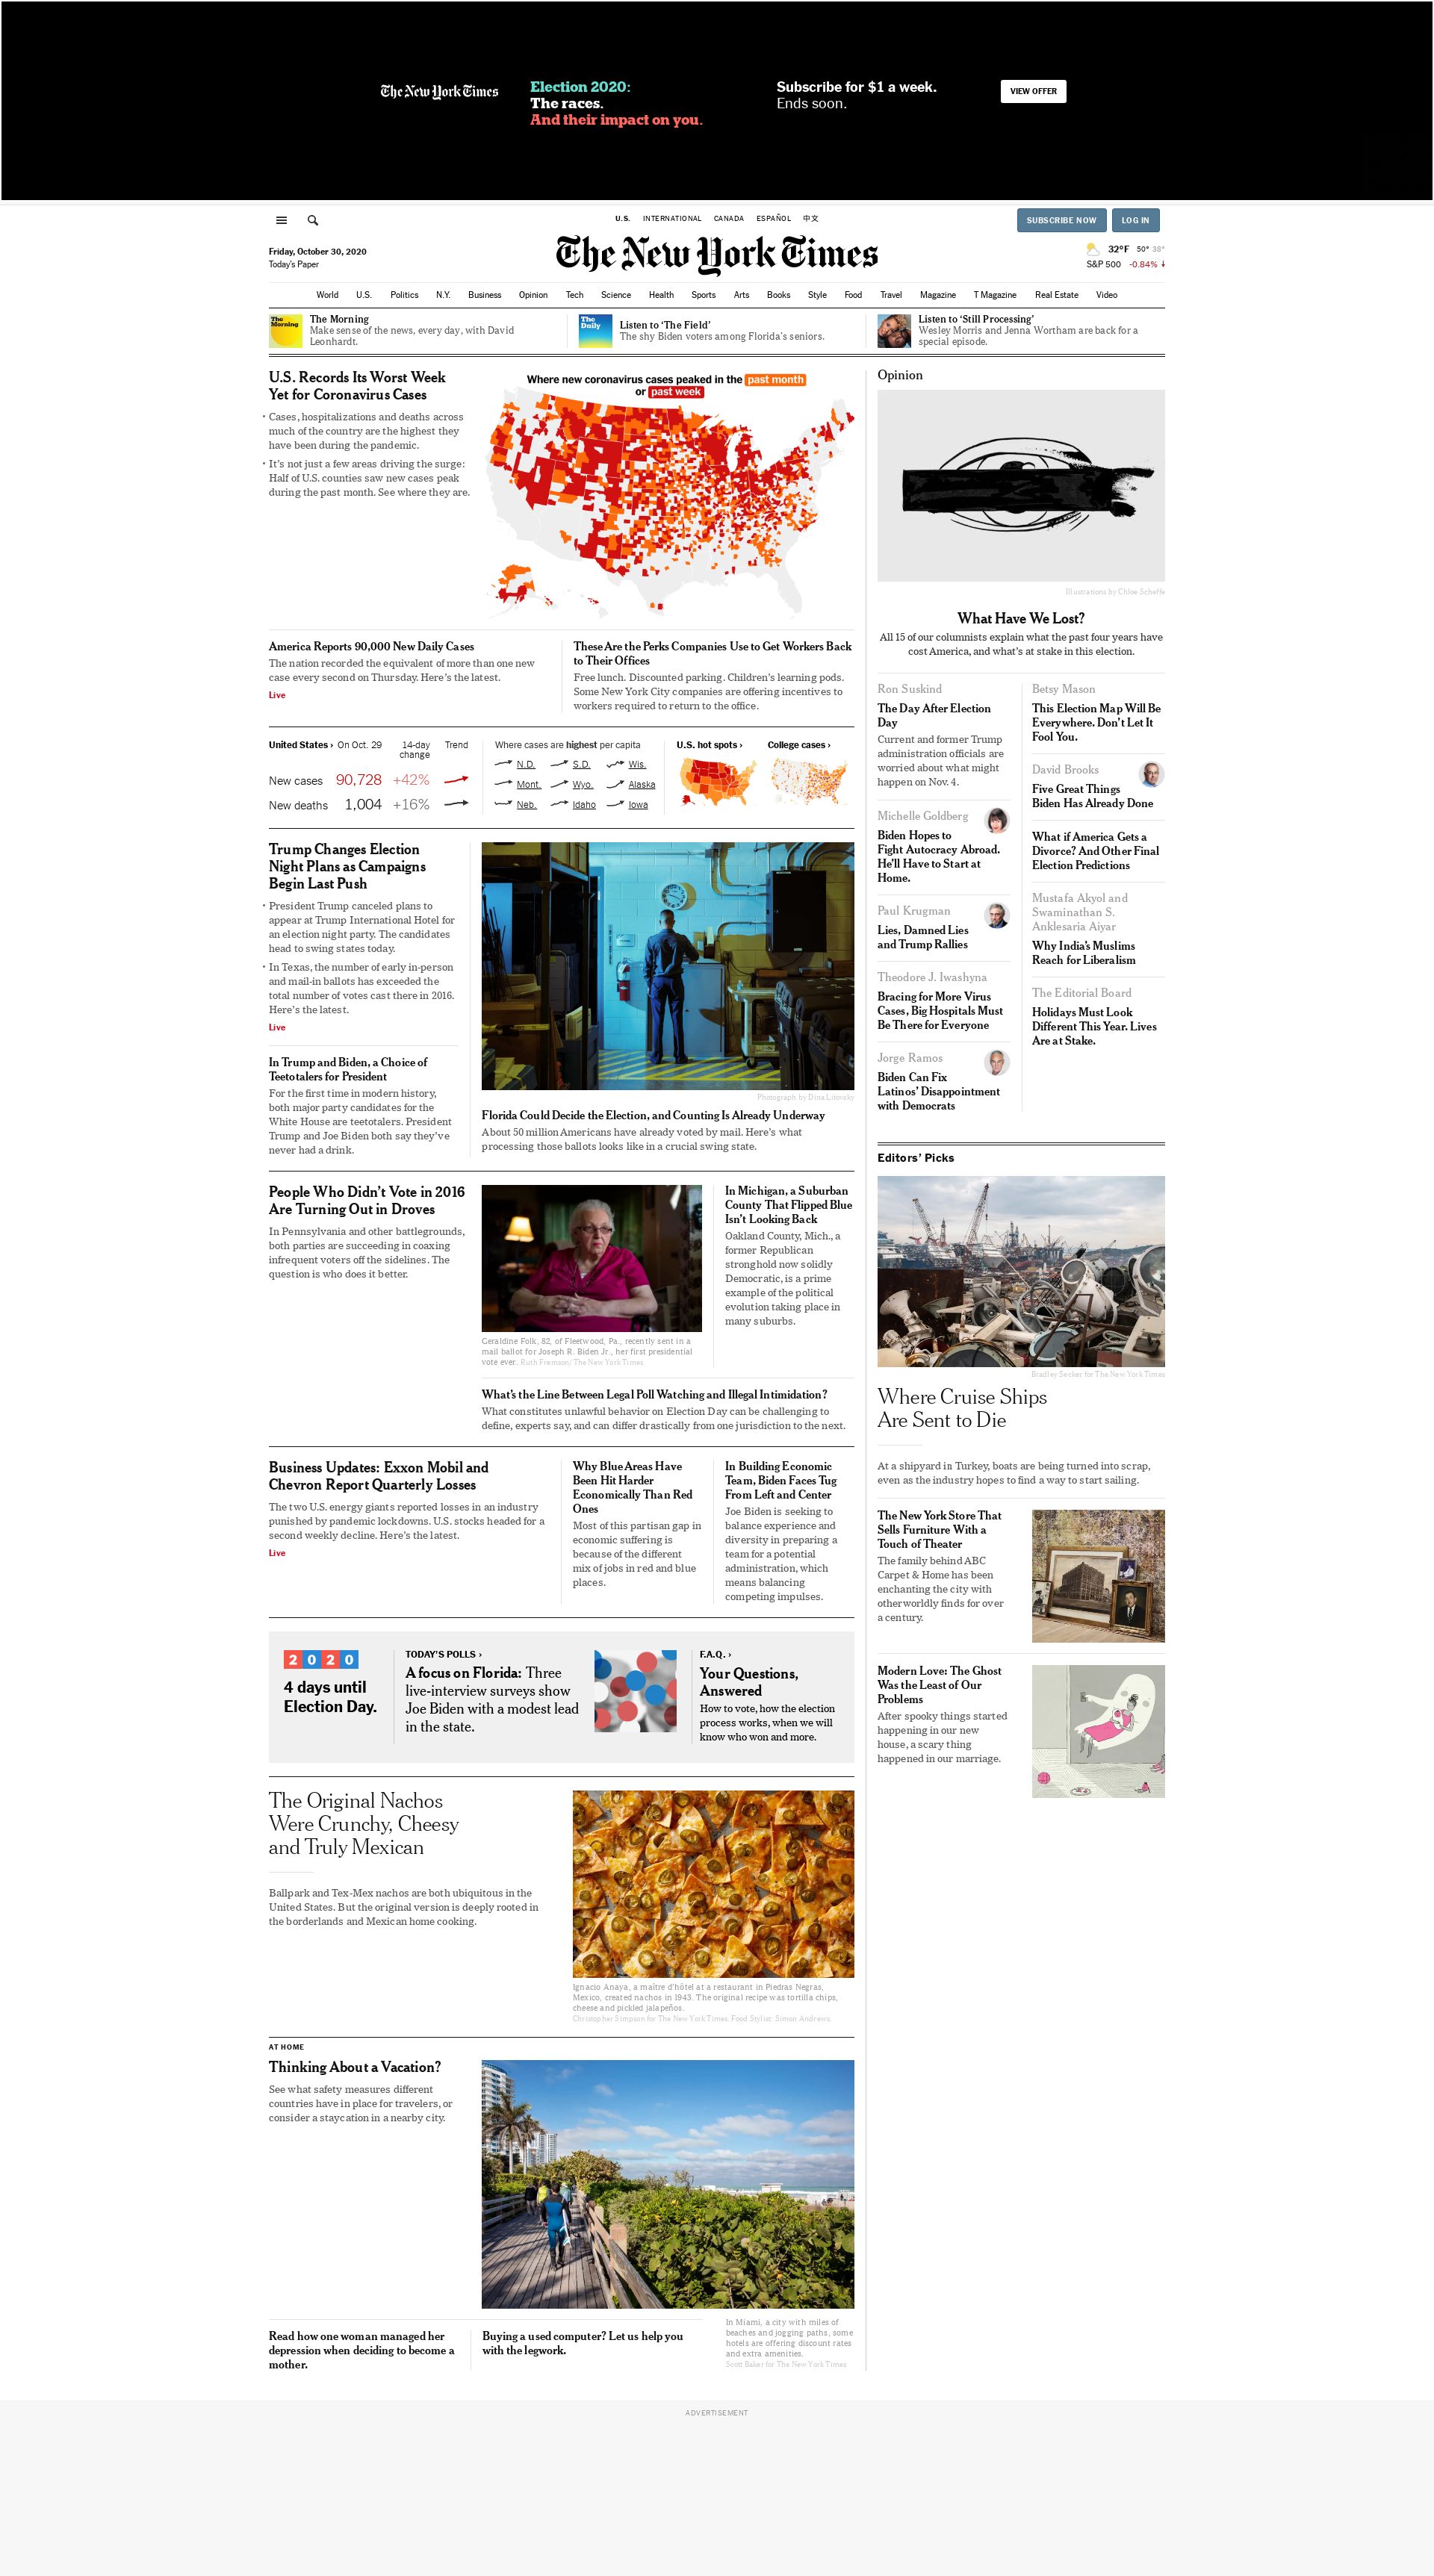 The New York Times
Election 2020:
The races.
And their impact on you.
Subscribe for $1 a week.
Ends soon.
VIEW OFFER
U.S. INTERNATIONAL CANADA ESPAÑOL 中文
SUBSCRIBE NOW LOG IN
Friday, October 30, 2020
Today's Paper
The New York Times
32°F 50° 38°
S&P 500 -0.84%
World U.S. Politics N.Y. Business Opinion Tech Science Health Sports Arts Books Style Food Travel Magazine T Magazine Real Estate Video
The
Morning
The Morning
Make sense of the news, every day, with David
Leonhardt.
The
Daily
Listen to ‘The Field’
The shy Biden voters among Florida's seniors.
Listen to ‘Still Processing’
Wesley Morris and Jenna Wortham are back for a
special episode.
U.S. Records Its Worst Week
Yet for Coronavirus Cases
• Cases, hospitalizations and deaths across
much of the country are the highest they
have been during the pandemic.
• It’s not just a few areas driving the surge:
Half of U.S. counties saw new cases peak
during the past month. See where they are.
Where new coronavirus cases peaked in the past month
or past week
America Reports 90,000 New Daily Cases
The nation recorded the equivalent of more than one new
case every second on Thursday. Here’s the latest.
Live
These Are the Perks Companies Use to Get Workers Back
to Their Offices
Free lunch. Discounted parking. Children’s learning pods.
Some New York City companies are offering incentives to
workers required to return to the office.
United States › On Oct. 29 14-day Trend
change
New cases 90,728 +42%
New deaths 1,004 +16%
Where cases are highest per capita
N.D. S.D. Wis.
Mont. Wyo. Alaska
Neb. Idaho Iowa
U.S. hot spots › College cases ›
Trump Changes Election
Night Plans as Campaigns
Begin Last Push
• President Trump canceled plans to
appear at Trump International Hotel for
an election night party. The candidates
head to swing states today.
• In Texas, the number of early in-person
and mail-in ballots has exceeded the
total number of votes cast there in 2016.
Here’s the latest.
Live
In Trump and Biden, a Choice of
Teetotalers for President
For the first time in modern history,
both major party candidates for the
White House are teetotalers. President
Trump and Joe Biden both say they’ve
never had a drink.
Photograph by Dina Litovsky
Florida Could Decide the Election, and Counting Is Already Underway
About 50 million Americans have already voted by mail. Here’s what
processing those ballots looks like in a crucial swing state.
People Who Didn’t Vote in 2016
Are Turning Out in Droves
In Pennsylvania and other battlegrounds,
both parties are succeeding in coaxing
infrequent voters off the sidelines. The
question is who does it better.
Geraldine Folk, 82, of Fleetwood, Pa., recently sent in a
mail ballot for Joseph R. Biden Jr., her first presidential
vote ever. Ruth Fremson/The New York Times
In Michigan, a Suburban
County That Flipped Blue
Isn’t Looking Back
Oakland County, Mich., a
former Republican
stronghold now solidly
Democratic, is a prime
example of the political
evolution taking place in
many suburbs.
What’s the Line Between Legal Poll Watching and Illegal Intimidation?
What constitutes unlawful behavior on Election Day can be challenging to
define, experts say, and can differ drastically from one jurisdiction to the next.
Business Updates: Exxon Mobil and
Chevron Report Quarterly Losses
The two U.S. energy giants reported losses in an industry
punished by pandemic lockdowns. U.S. stocks headed for a
second weekly decline. Here’s the latest.
Live
Why Blue Areas Have
Been Hit Harder
Economically Than Red
Ones
Most of this partisan gap in
economic suffering is
because of the different
mix of jobs in red and blue
places.
In Building Economic
Team, Biden Faces Tug
From Left and Center
Joe Biden is seeking to
balance experience and
diversity in preparing a
team for a potential
administration, which
means balancing
competing impulses.
2020
4 days until
Election Day.
TODAY’S POLLS ›
A focus on Florida: Three
live-interview surveys show
Joe Biden with a modest lead
in the state.
F.A.Q. ›
Your Questions,
Answered
How to vote, how the election
process works, when we will
know who won and more.
The Original Nachos
Were Crunchy, Cheesy
and Truly Mexican
Ballpark and Tex-Mex nachos are both ubiquitous in the
United States. But the original version is deeply rooted in
the borderlands and Mexican home cooking.
Ignacio Anaya, a maître d’hôtel at a restaurant in Piedras Negras,
Mexico, created nachos in 1943. The original recipe was tortilla chips,
cheese and pickled jalapeños.
Christopher Simpson for The New York Times. Food Stylist: Simon Andrews.
AT HOME
Thinking About a Vacation?
See what safety measures different
countries have in place for travelers, or
consider a staycation in a nearby city.
Read how one woman managed her
depression when deciding to become a
mother.
Buying a used computer? Let us help you
with the legwork.
In Miami, a city with miles of
beaches and jogging paths, some
hotels are offering discount rates
and extra amenities.
Scott Baker for The New York Times
Opinion
Illustrations by Chloe Scheffe
What Have We Lost?
All 15 of our columnists explain what the past four years have
cost America, and what’s at stake in this election.
Ron Suskind
The Day After Election
Day
Current and former Trump
administration officials are
worried about what might
happen on Nov. 4.
Michelle Goldberg
Biden Hopes to
Fight Autocracy Abroad.
He’ll Have to Start at
Home.
Paul Krugman
Lies, Damned Lies
and Trump Rallies
Theodore J. Iwashyna
Bracing for More Virus
Cases, Big Hospitals Must
Be There for Everyone
Jorge Ramos
Biden Can Fix
Latinos’ Disappointment
with Democrats
Betsy Mason
This Election Map Will Be
Everywhere. Don’t Let It
Fool You.
David Brooks
Five Great Things
Biden Has Already Done
What if America Gets a
Divorce? And Other Final
Election Predictions
Mustafa Akyol and
Swaminathan S.
Anklesaria Aiyar
Why India’s Muslims
Reach for Liberalism
The Editorial Board
Holidays Must Look
Different This Year. Lives
Are at Stake.
Editors’ Picks
Bradley Secker for The New York Times
Where Cruise Ships
Are Sent to Die
At a shipyard in Turkey, boats are being turned into scrap,
even as the industry hopes to find a way to start sailing.
The New York Store That
Sells Furniture With a
Touch of Theater
The family behind ABC
Carpet & Home has been
enchanting the city with
otherworldly finds for over
a century.
Modern Love: The Ghost
Was the Least of Our
Problems
After spooky things started
happening in our new
house, a scary thing
happened in our marriage.
ADVERTISEMENT